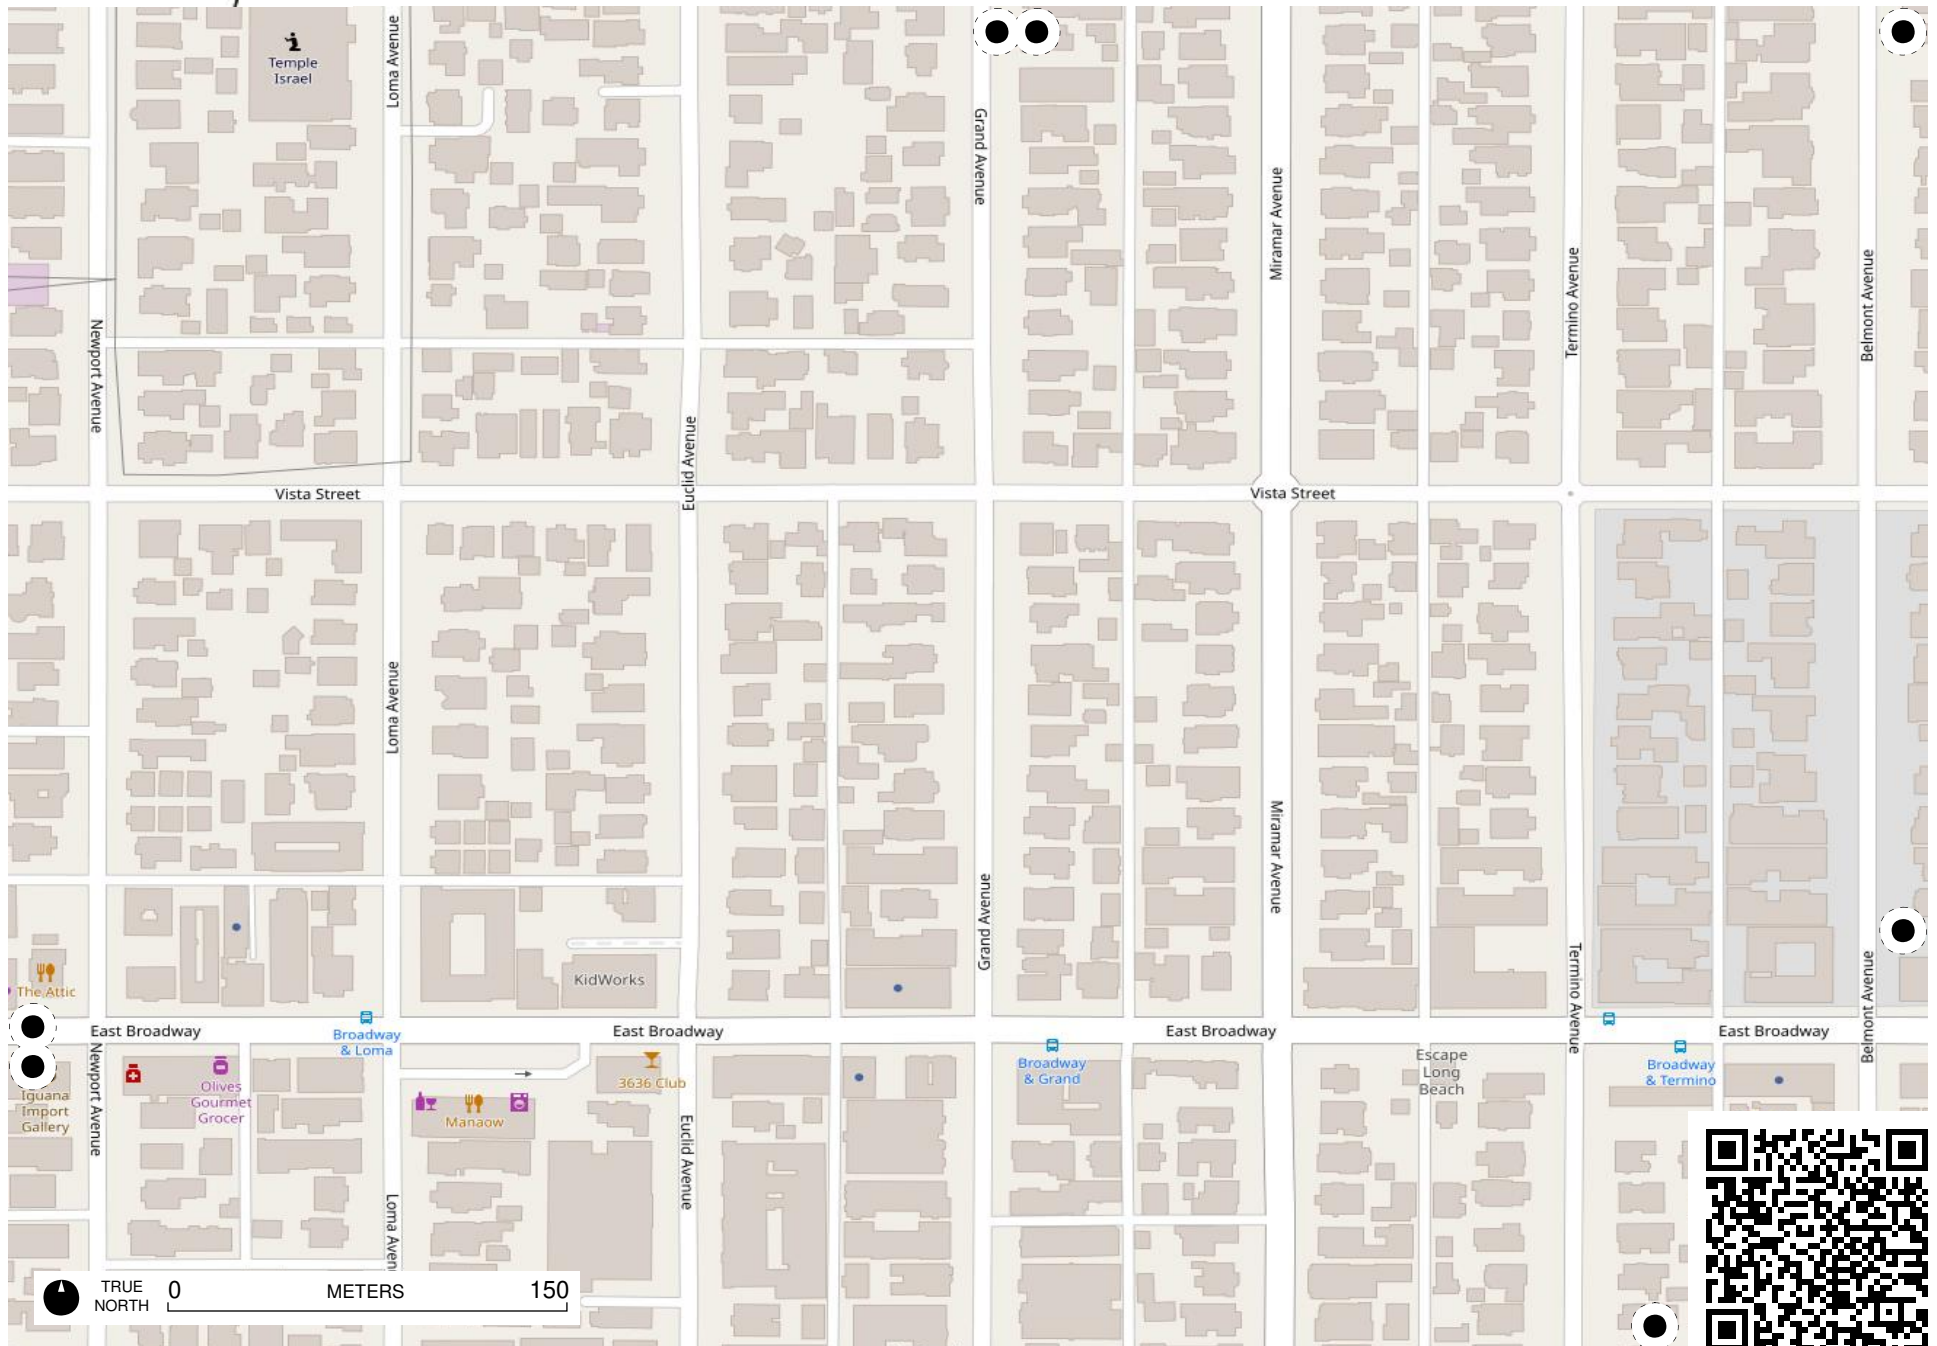 Temple
Israel
Loma Avenue
Grand Avenue
Miramar Avenue
Termino Avenue
Belmont Avenue
Newport Avenue
Euclid Avenue
Vista Street
Vista Street
Loma Avenue
Miramar Avenue
Grand Avenue
Termino Avenue
Belmont Avenue
KidWorks
The Attic
East Broadway
East Broadway
East Broadway
East Broadway
Broadway
& Loma
Broadway
& Grand
Escape
Long
Beach
Broadway
& Termino
Newport Avenue
Olives
Gourmet
Grocer
3636 Club
Manaow
Iguana
Import
Gallery
Euclid Avenue
Loma Avenu
TRUE
NORTH
0
METERS
150